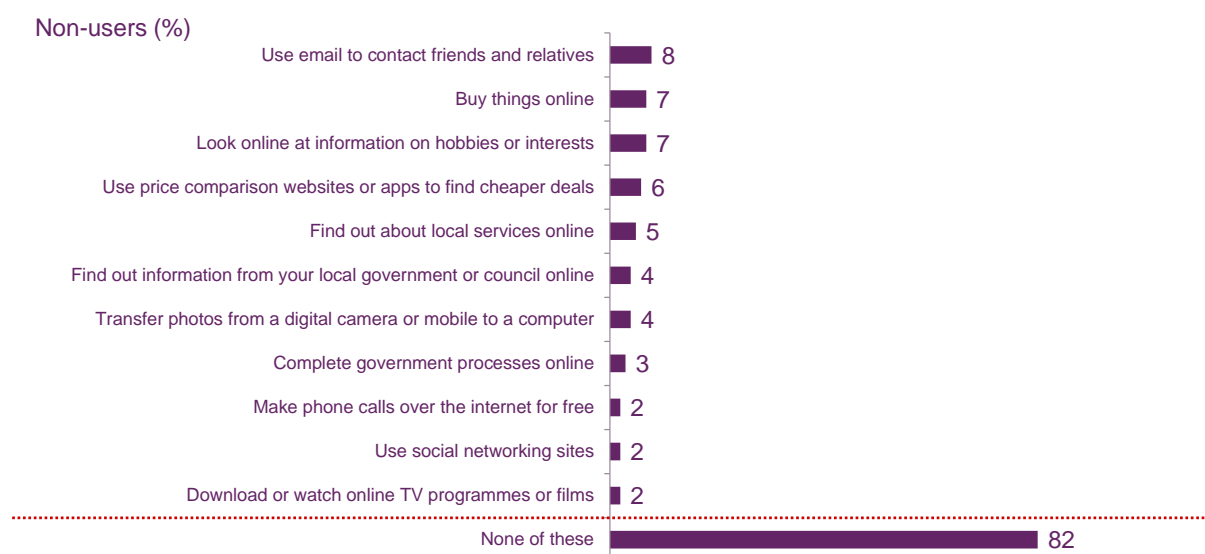 Non-users (%)
Use email to contact friends and relatives 8
Buy things online 7
Look online at information on hobbies or interests 7
Use price comparison websites or apps to find cheaper deals 6
Find out about local services online 5
Find out information from your local government or council online 4
Transfer photos from a digital camera or mobile to a computer 4
Complete government processes online 3
Make phone calls over the internet for free 2
Use social networking sites 2
Download or watch online TV programmes or films 2
None of these 82